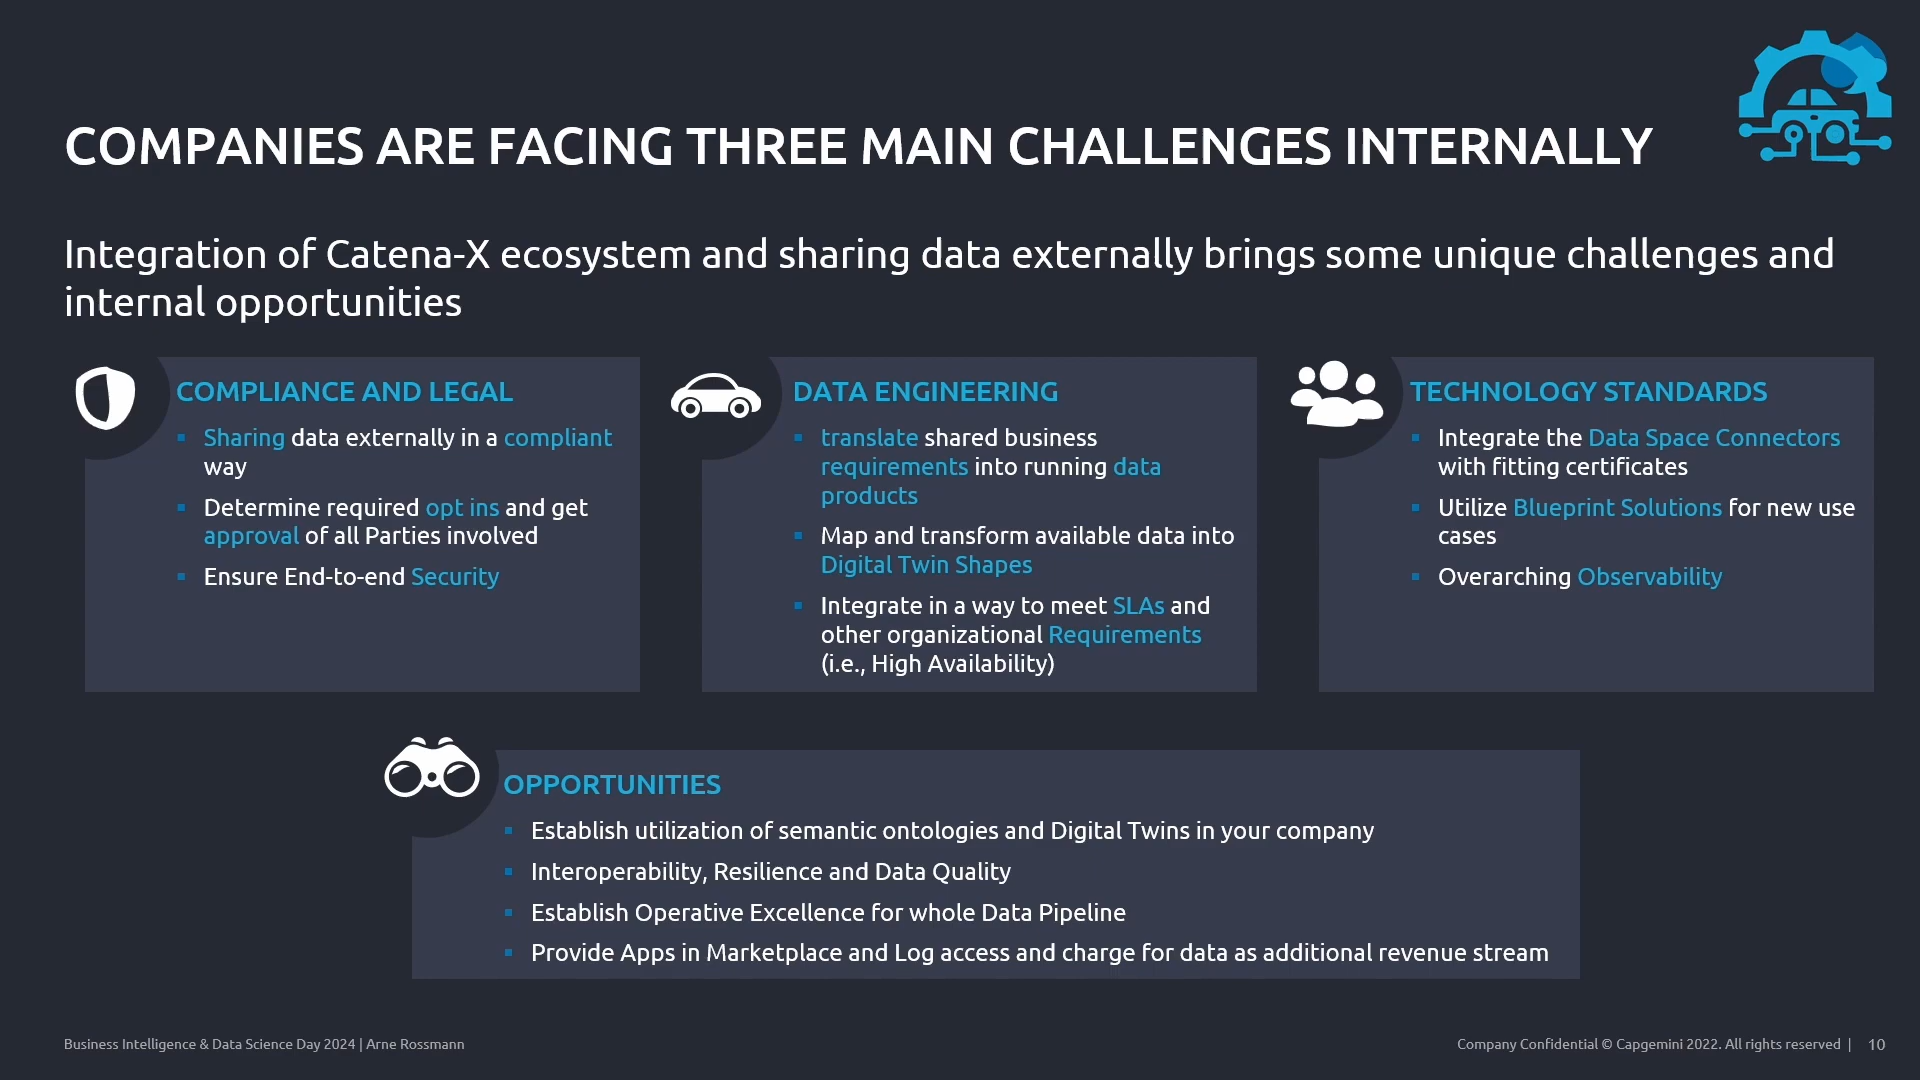 COMPANIES ARE FACING THREE MAIN CHALLENGES INTERNALLY
Integration of Catena-X ecosystem and sharing data externally brings some unique challenges and
internal opportunities
COMPLIANCE AND LEGAL
Sharing data externally in a compliant
way
Determine required opt ins and get
approval of all Parties involved
Ensure End-to-end Security
DATA ENGINEERING
translate shared business
requirements into running data
products
Map and transform available data into
Digital Twin Shapes
Integrate in a way to meet SLAs and
other organizational Requirements
(i.e., High Availability)
TECHNOLOGY STANDARDS
Integrate the Data Space Connectors
with fitting certificates
Utilize Blueprint Solutions for new use
cases
Overarching Observability
OPPORTUNITIES
Establish utilization of semantic ontologies and Digital Twins in your company
Interoperability, Resilience and Data Quality
Establish Operative Excellence for whole Data Pipeline
Provide Apps in Marketplace and Log access and charge for data as additional revenue stream
Business Intelligence & Data Science Day 2024 | Arne Rossmann
Company Confidential © Capgemini 2022. All rights reserved | 10